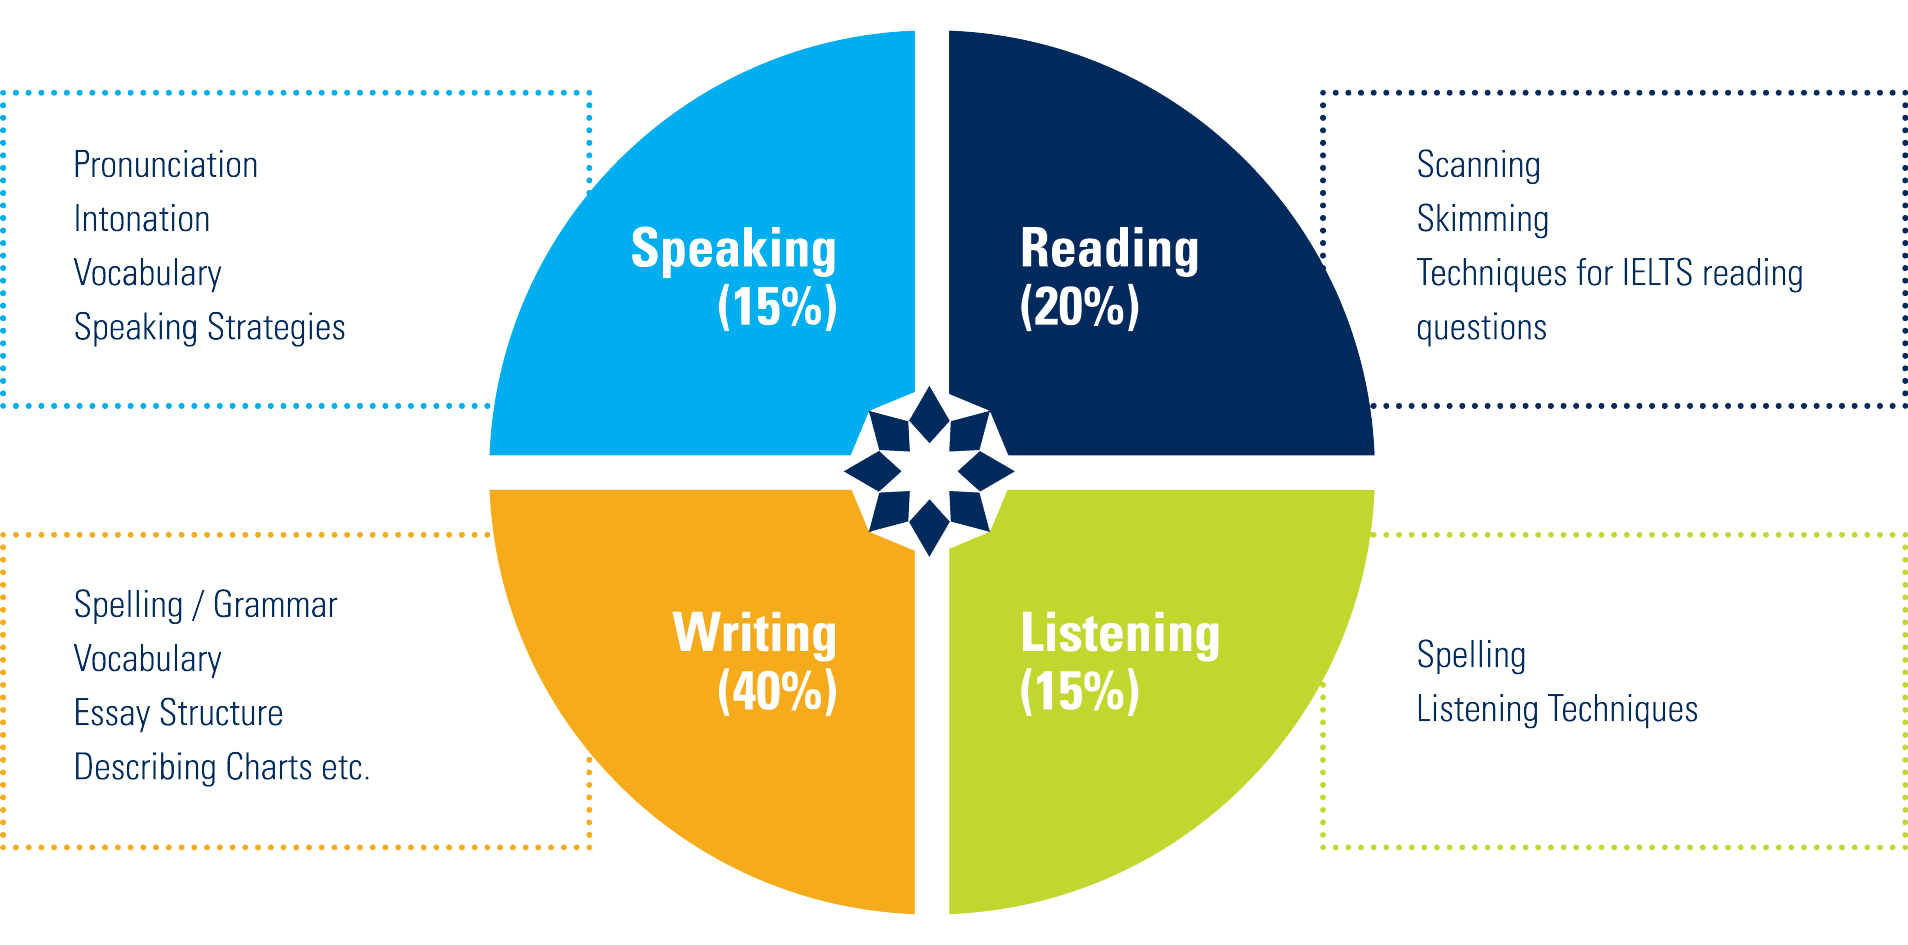 Pronunciation
Intonation
Vocabulary
Speaking Strategies
Speaking
(15%)
Reading
(20%)
Scanning
Skimming
Techniques for IELTS reading
questions
Spelling / Grammar
Vocabulary
Essay Structure
Describing Charts etc.
Writing
(40%)
Listening
(15%)
Spelling
Listening Techniques